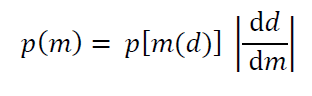 p(m) = p[m(d)] |dd/dm|